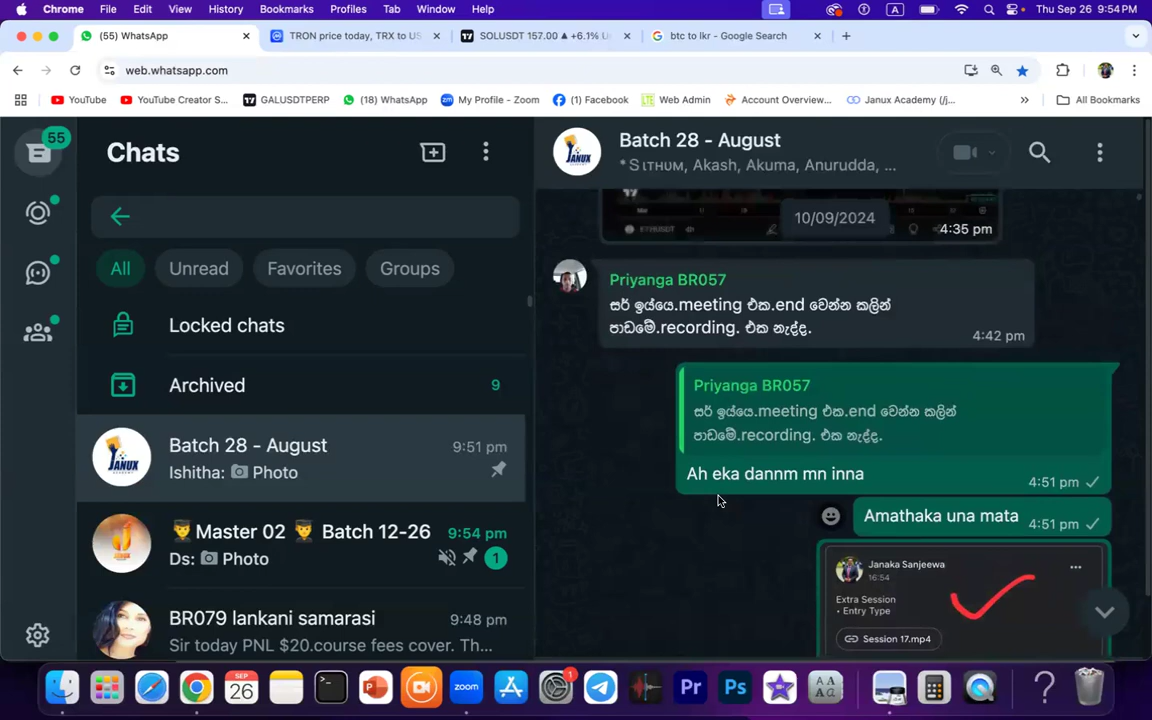 Chrome File Edit View History Bookmarks Profiles Tab Window Help A Thu Sep 26 9:54 PM
(55) WhatsApp
TRON price today, TRX to US
SOLUSDT 157.00 ▲ +6.1% U
btc to lkr - Google Search
web.whatsapp.com
YouTube YouTube Creator S... GALUSDTPERP (18) WhatsApp My Profile - Zoom (1) Facebook Web Admin Account Overview... Janux Academy (/j... » All Bookmarks
55
Chats
All Unread Favorites Groups
Locked chats
Archived 9
Batch 28 - August 9:51 pm
Ishitha: Photo
Master 02 Batch 12-26 9:54 pm
Ds: Photo 1
BR079 lankani samarasi 9:48 pm
Sir today PNL $20.course fees cover. Th...
Batch 28 - August
*Sɪᴛʜᴜᴍ, Akash, Akuma, Anurudda, ...
10/09/2024
4:35 pm
Priyanga BR057
සර් ඉය්යෙ.meeting එක.end වෙන්න කලින්
පාඩමේ.recording. එක නැද්ද.
4:42 pm
Priyanga BR057
සර් ඉය්යෙ.meeting එක.end වෙන්න කලින්
පාඩමේ.recording. එක නැද්ද.
Ah eka dannm mn inna
4:51 pm
Amathaka una mata
4:51 pm
Janaka Sanjeewa
16:54
Extra Session
• Entry Type
Session 17.mp4
SEP
26
1
zoom
Pr
Ps